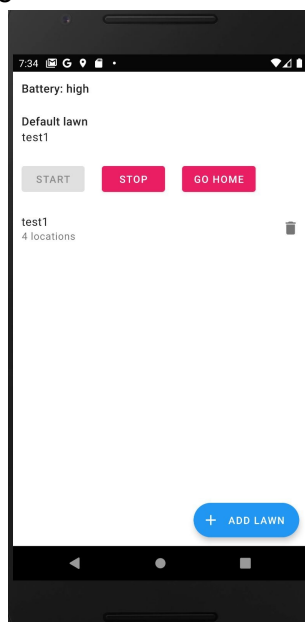 7:34
Battery: high
Default lawn
test1
START STOP GO HOME
test1
4 locations
+ ADD LAWN